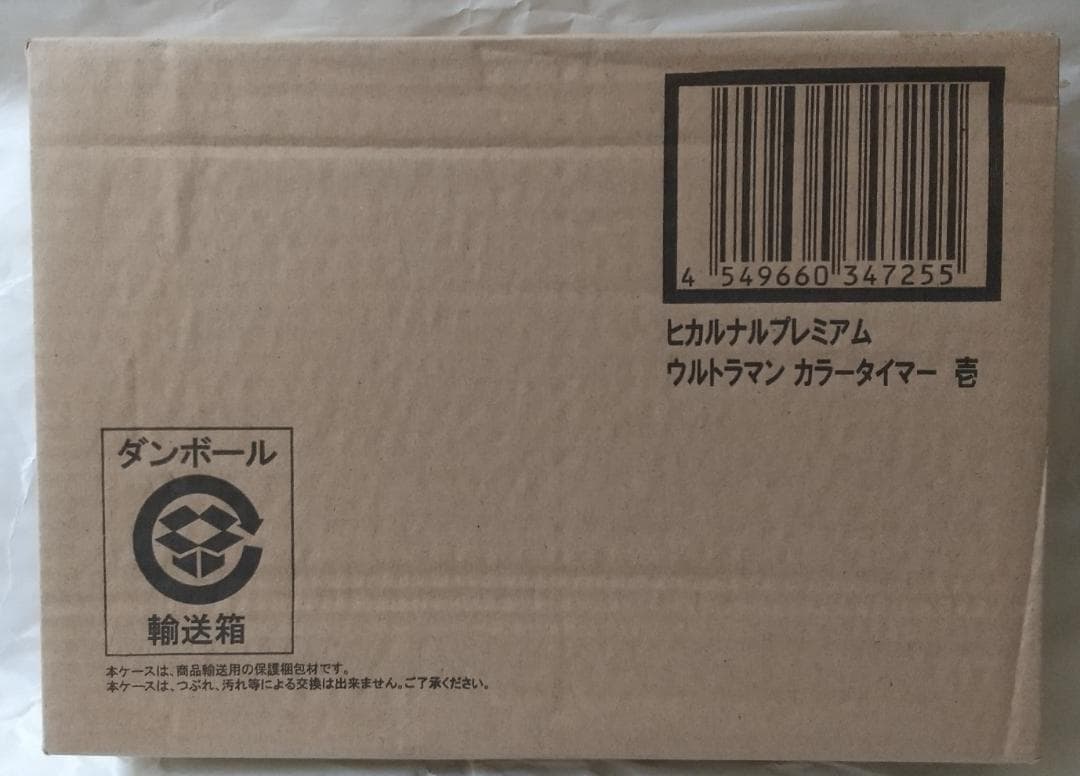 4 549660 347255
ヒカルナルプレミアム
ウルトラマン カラータイマー 壱
ダンボール
輸送箱
本ケースは、商品輸送用の保護梱包材です。
本ケースは、つぶれ、汚れ等による交換は出来ません。ご了承ください。